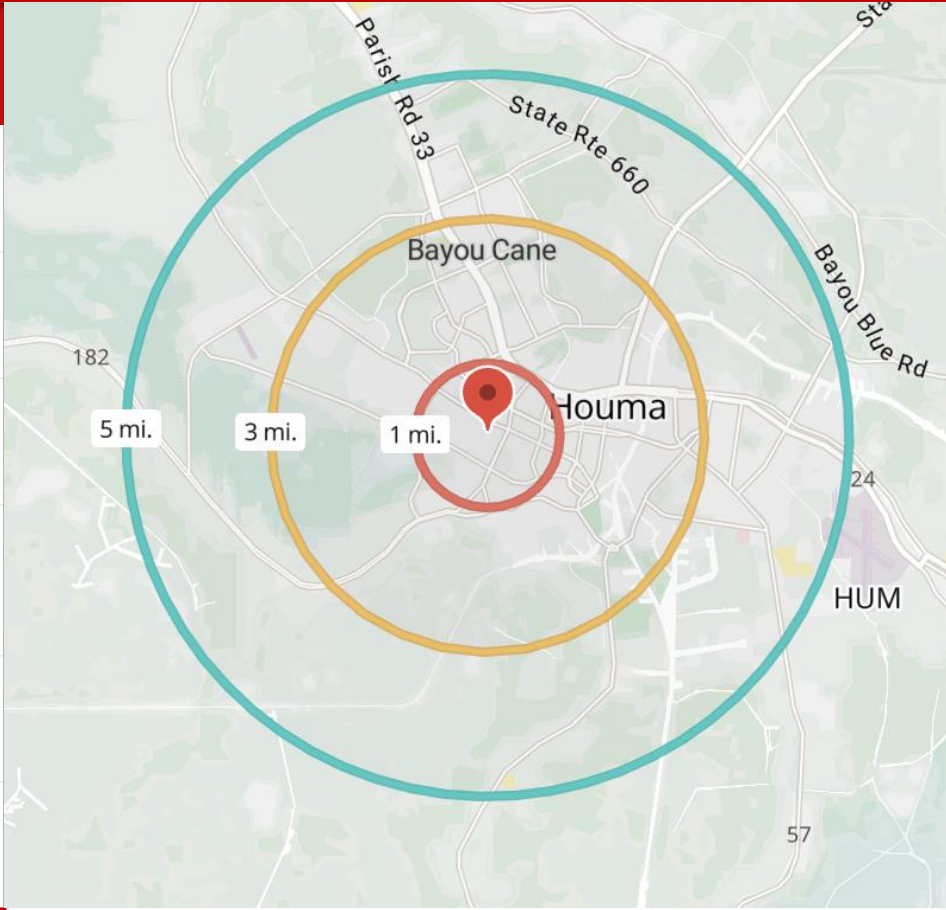 Sta
Parish Rd 33
State Rte 660
Bayou Cane
Bayou Blue Rd
182
Houma
5 mi.
3 mi.
1 mi.
24
HUM
57